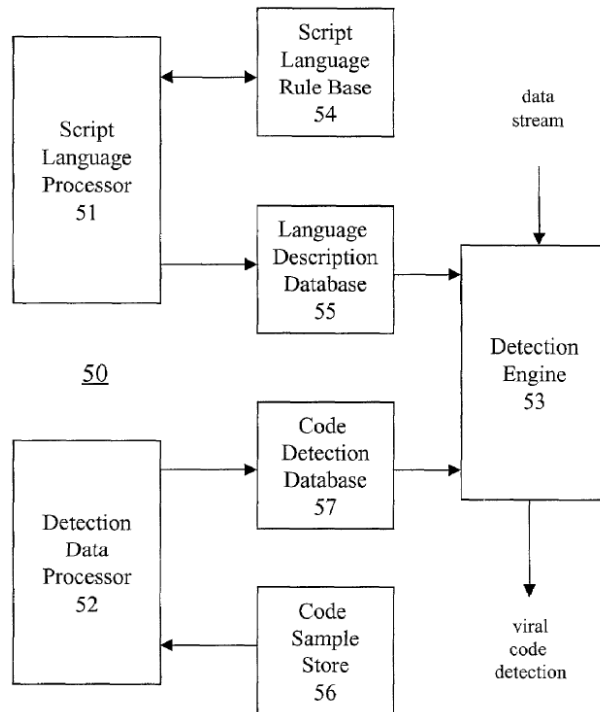 Script
Language
Rule Base
54
data
stream
Script
Language
Processor
51
Language
Description
Database
55
Detection
Engine
53
50
Code
Detection
Database
57
Detection
Data
Processor
52
Code
Sample
Store
56
viral
code
detection